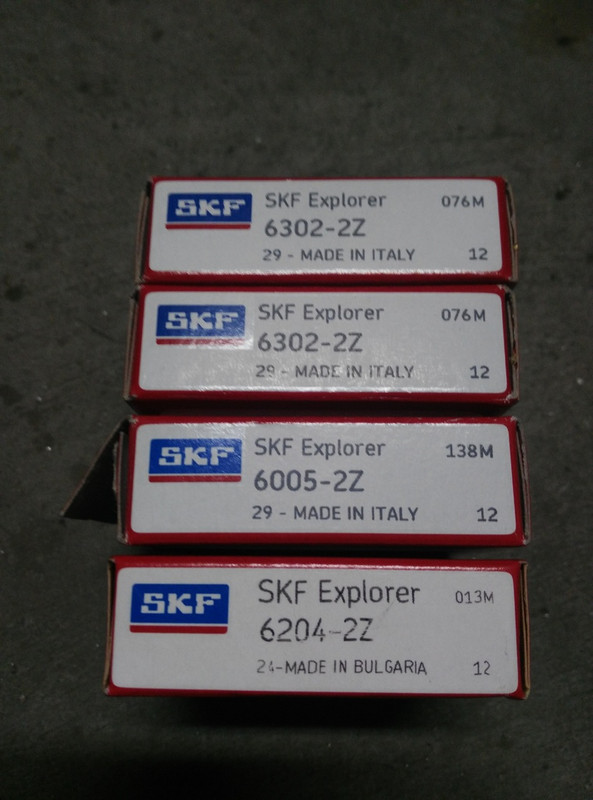 SKF SKF Explorer 076M
6302-2Z
29 - MADE IN ITALY 12
SKF SKF Explorer 076M
6302-2Z
29 - MADE IN ITALY 12
SKF SKF Explorer 138M
6005-2Z
29 - MADE IN ITALY 12
SKF SKF Explorer 013M
6204-2Z
24-MADE IN BULGARIA 12